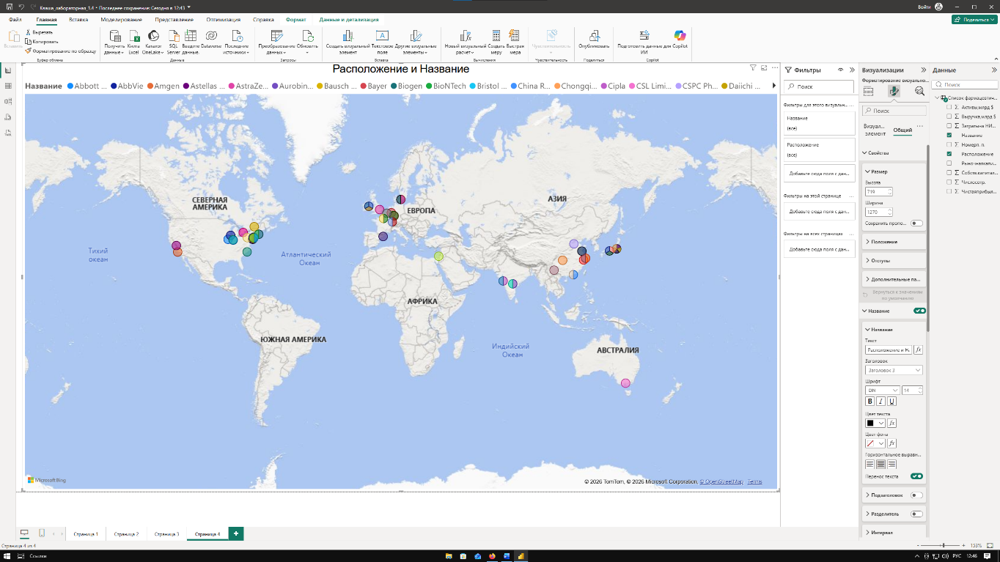 Кваша_лабораторная_1.4 • Последнее сохранение: Сегодня в 12:43
Войти
Файл Главная Вставка Моделирование Представление Оптимизация Справка Формат Данные и детализация
Поделиться
Вставить
Вырезать
Копировать
Форматирование по образцу
Буфер обмена
Получить данные
Книга Excel
Каталог OneLake
SQL Server
Введите данные
Dataverse
Последние источники
Данные
Преобразование данных
Обновить
Запросы
Создать визуальный элемент
Текстовое поле
Другие визуальные элементы
Вставка
Новый визуальный расчет
Создать меру
Быстрая мера
Вычисления
Чувствительность
Чувствительность
Опубликовать
Поделиться
Подготовить данные для ИИ
Copilot
Copilot
Расположение и Название
Название Abbott ... AbbVie Amgen Astellas ... AstraZe... Aurobin... Bausch ... Bayer Biogen BioNTech Bristol ... China R... Chongqi... Cipla CSL Limi... CSPC Ph... Daiichi ...
СЕВЕРНАЯ
АМЕРИКА
ЕВРОПА
АЗИЯ
Тихий
океан
Атлантический
Океан
АФРИКА
ЮЖНАЯ АМЕРИКА
Индийский
Океан
АВСТРАЛИЯ
Microsoft Bing
© 2026 TomTom, © 2026 Microsoft Corporation, © OpenStreetMap Terms
Фильтры
Поиск
Фильтры для этого визуальн... ...
Название
(все)
Расположение
(все)
Добавьте сюда поля с дан...
Фильтры на этой странице ...
Добавьте сюда поля с дан...
Фильтры на всех страницах ...
Добавьте сюда поля с дан...
Визуализации
Форматирование визуально...
Поиск
Визуал... элемент
Общий
...
Свойства
Размер
Высота
719
Ширина
1270
Сохранить пропо...
Положение
Отступы
Дополнительные па...
Вернуться к значениям
по умолчанию
Название
Название
Текст
Расположение и На
fx
Заголовок
Заголовок 3
Шрифт
DIN
14
B I U
Цвет текста
fx
Цвет фона
fx
Горизонтальное выравн...
Перенос текста
Подзаголовок
Разделитель
Интервал
Данные
Поиск
Список фармацевтич...
Активы,млрд $
Выручка,млрд $
Затратына НИ...
Название
Номерп. п.
Расположение
Рыночнаякапи...
Собств.капитал...
Числосотр.
Чистаяприбыл...
Страница 1 Страница 2 Страница 3 Страница 4 +
Страница 4 из 4
- + 153%
Ссылки
РУС 12:46